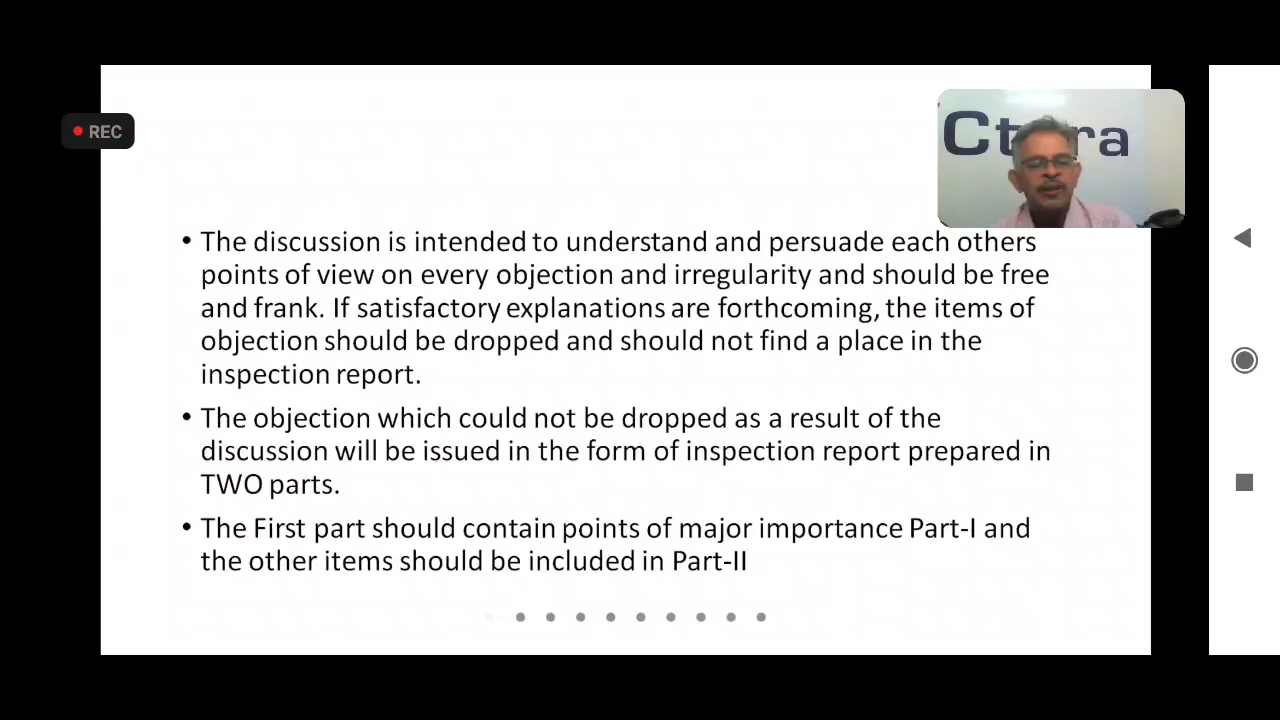 REC
• The discussion is intended to understand and persuade each others
points of view on every objection and irregularity and should be free
and frank. If satisfactory explanations are forthcoming, the items of
objection should be dropped and should not find a place in the
inspection report.
• The objection which could not be dropped as a result of the
discussion will be issued in the form of inspection report prepared in
TWO parts.
• The First part should contain points of major importance Part-I and
the other items should be included in Part-II